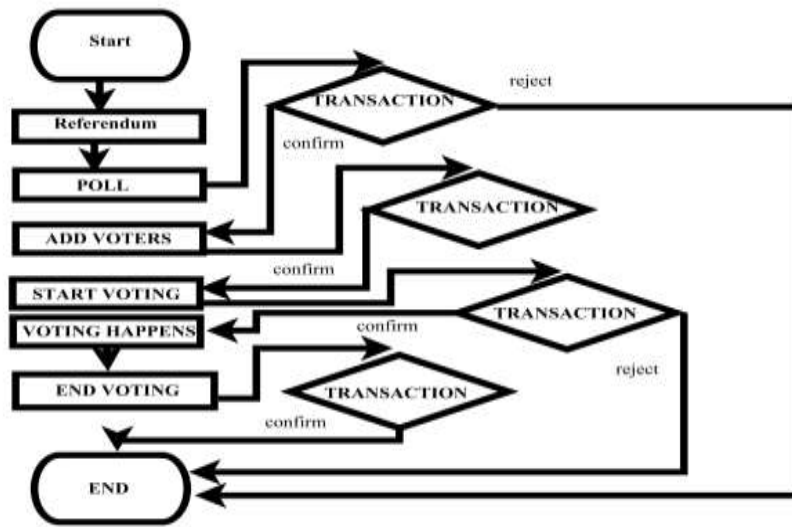 Start
TRANSACTION
reject
Referendum
confirm
POLL
TRANSACTION
ADD VOTERS
confirm
START VOTING
TRANSACTION
VOTING HAPPENS
confirm
reject
END VOTING
TRANSACTION
confirm
END